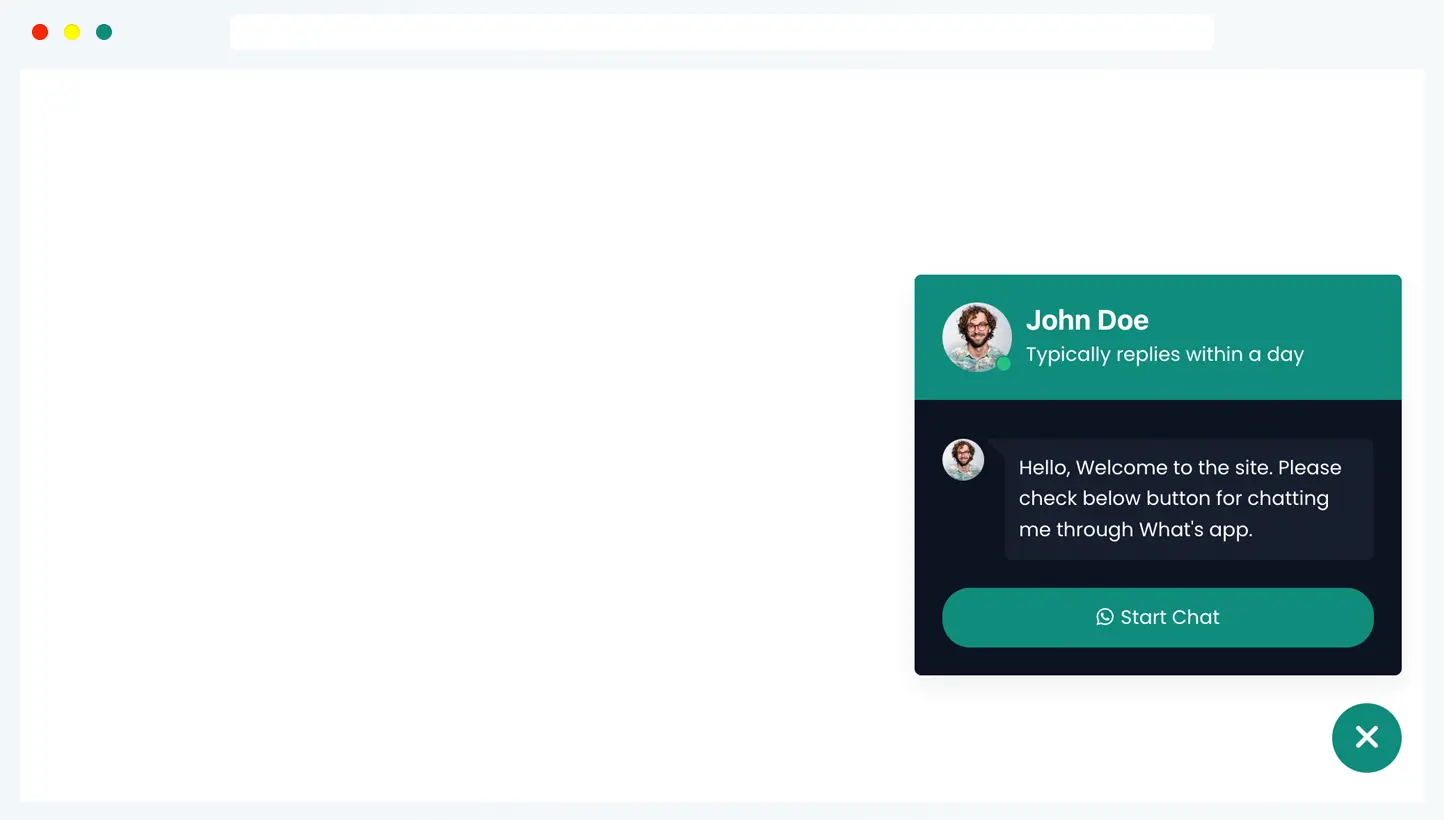 John Doe
Typically replies within a day
Hello, Welcome to the site. Please
check below button for chatting
me through What's app.
Start Chat